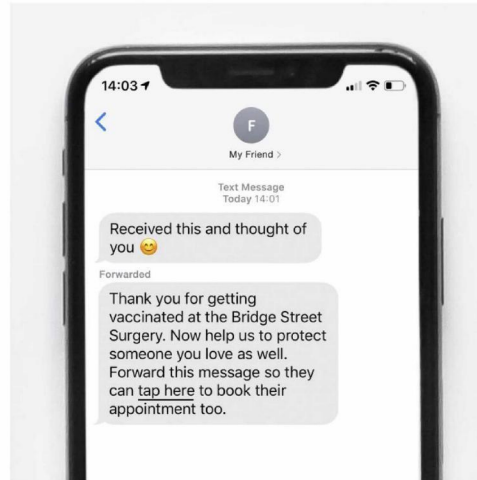 14:03
F
My Friend >
Text Message
Today 14:01
Received this and thought of
you 😊
Forwarded
Thank you for getting
vaccinated at the Bridge Street
Surgery. Now help us to protect
someone you love as well.
Forward this message so they
can tap here to book their
appointment too.